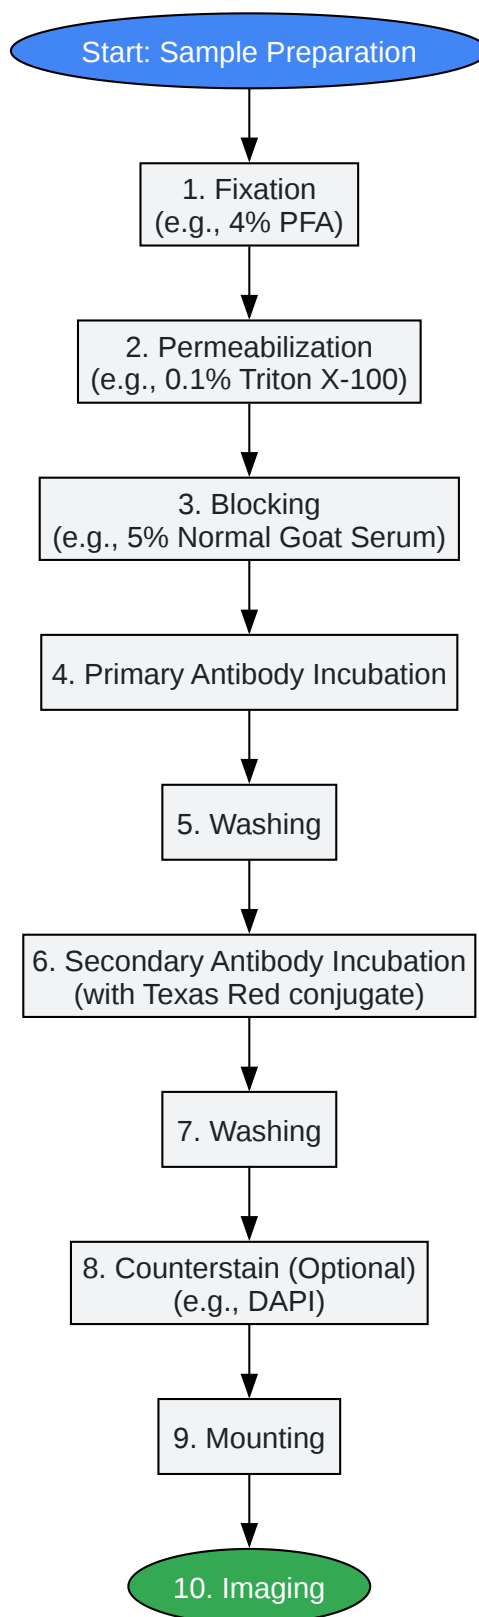 Start: Sample Preparation
1. Fixation
(e.g., 4% PFA)
2. Permeabilization
(e.g., 0.1% Triton X-100)
3. Blocking
(e.g., 5% Normal Goat Serum)
4. Primary Antibody Incubation
5. Washing
6. Secondary Antibody Incubation
(with Texas Red conjugate)
7. Washing
8. Counterstain (Optional)
(e.g., DAPI)
9. Mounting
10. Imaging